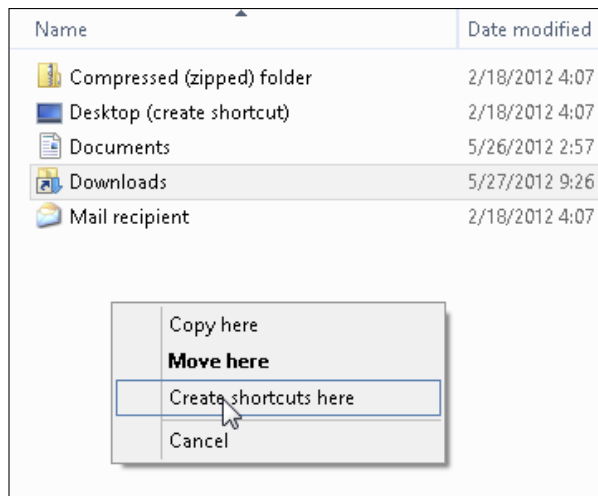 Name Date modified
Compressed (zipped) folder 2/18/2012 4:07
Desktop (create shortcut) 2/18/2012 4:07
Documents 5/26/2012 2:57
Downloads 5/27/2012 9:26
Mail recipient 2/18/2012 4:07
Copy here
Move here
Create shortcuts here
Cancel